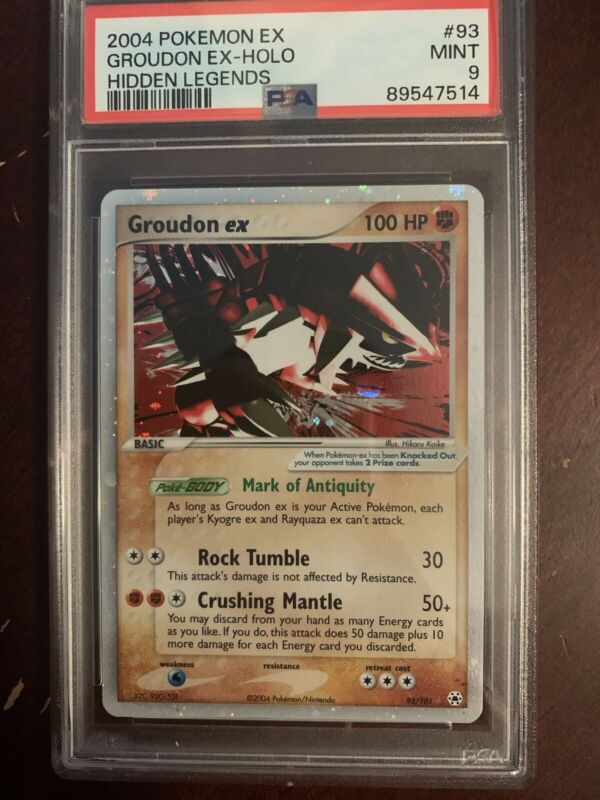 2004 POKEMON EX #93
GROUDON EX-HOLO MINT
HIDDEN LEGENDS 9
PSA 89547514
Groudon ex 100 HP
BASIC Illus. Hikaru Koike
When Pokémon-ex has been Knocked Out,
your opponent takes 2 Prize cards.
Poké-BODY Mark of Antiquity
As long as Groudon ex is your Active Pokémon, each
player's Kyogre ex and Rayquaza ex can't attack.
Rock Tumble 30
This attack's damage is not affected by Resistance.
Crushing Mantle 50+
You may discard from your hand as many Energy cards
as you like. If you do, this attack does 50 damage plus 10
more damage for each Energy card you discarded.
weakness resistance retreat cost
©2004 Pokémon/Nintendo 93/101
PSA